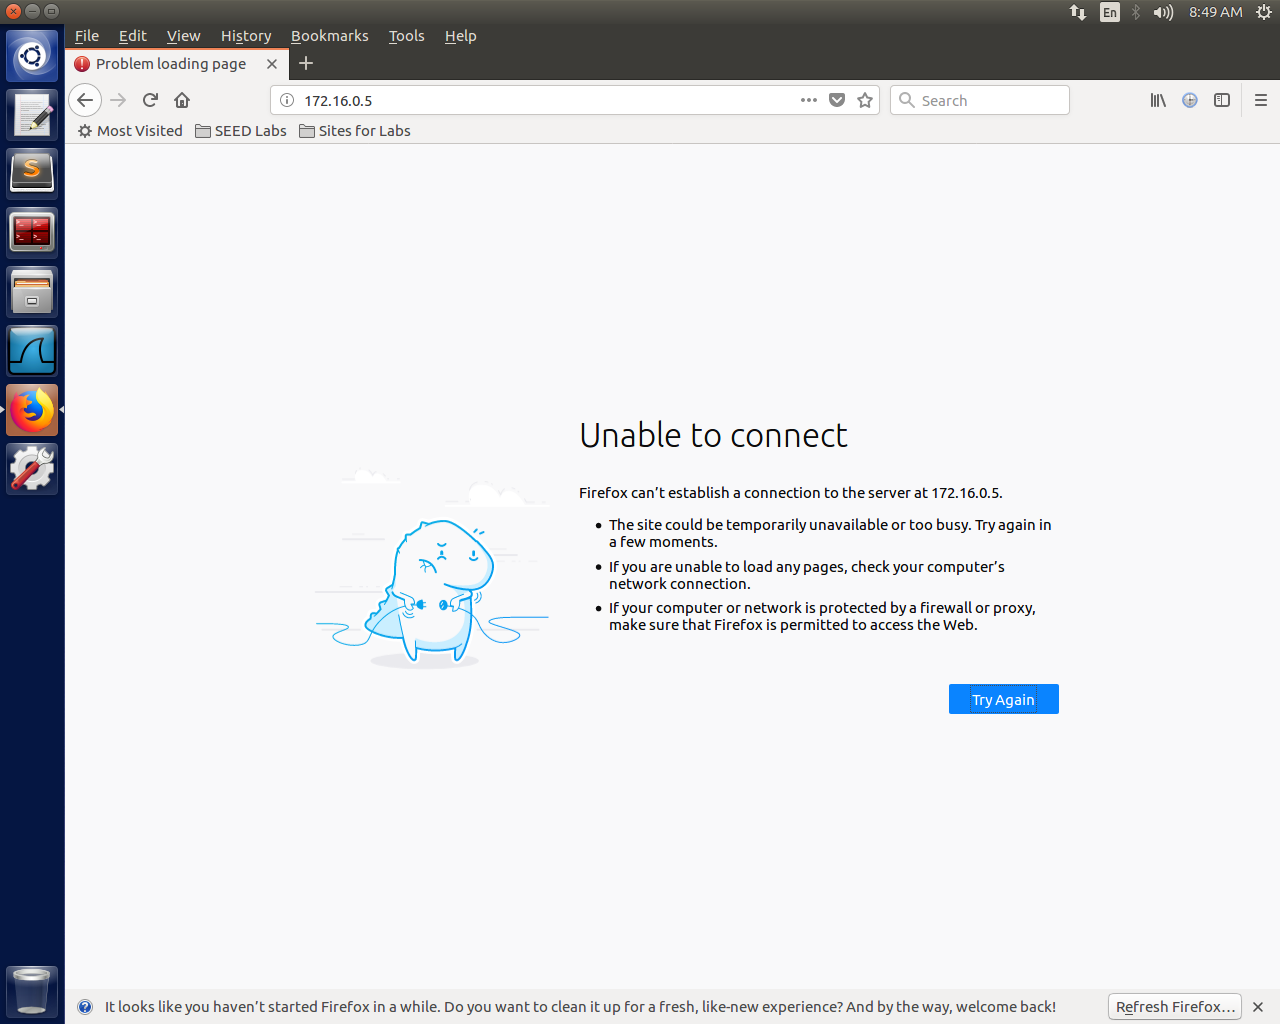 En
8:49 AM
File Edit View History Bookmarks Tools Help
Problem loading page
172.16.0.5
Search
Most Visited SEED Labs Sites for Labs
Unable to connect
Firefox can’t establish a connection to the server at 172.16.0.5.
The site could be temporarily unavailable or too busy. Try again in
a few moments.
If you are unable to load any pages, check your computer’s
network connection.
If your computer or network is protected by a firewall or proxy,
make sure that Firefox is permitted to access the Web.
Try Again
It looks like you haven’t started Firefox in a while. Do you want to clean it up for a fresh, like-new experience? And by the way, welcome back!
Refresh Firefox…